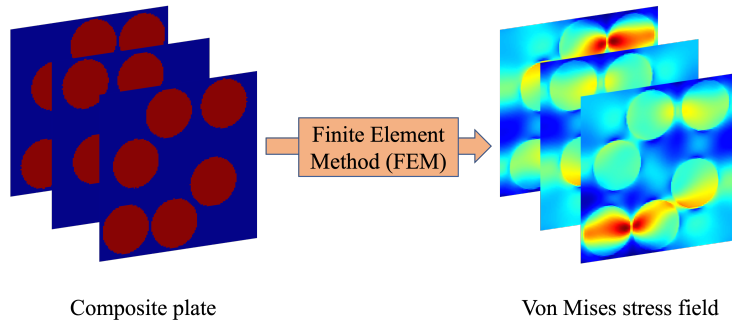 Finite Element
Method (FEM)
Composite plate
Von Mises stress field